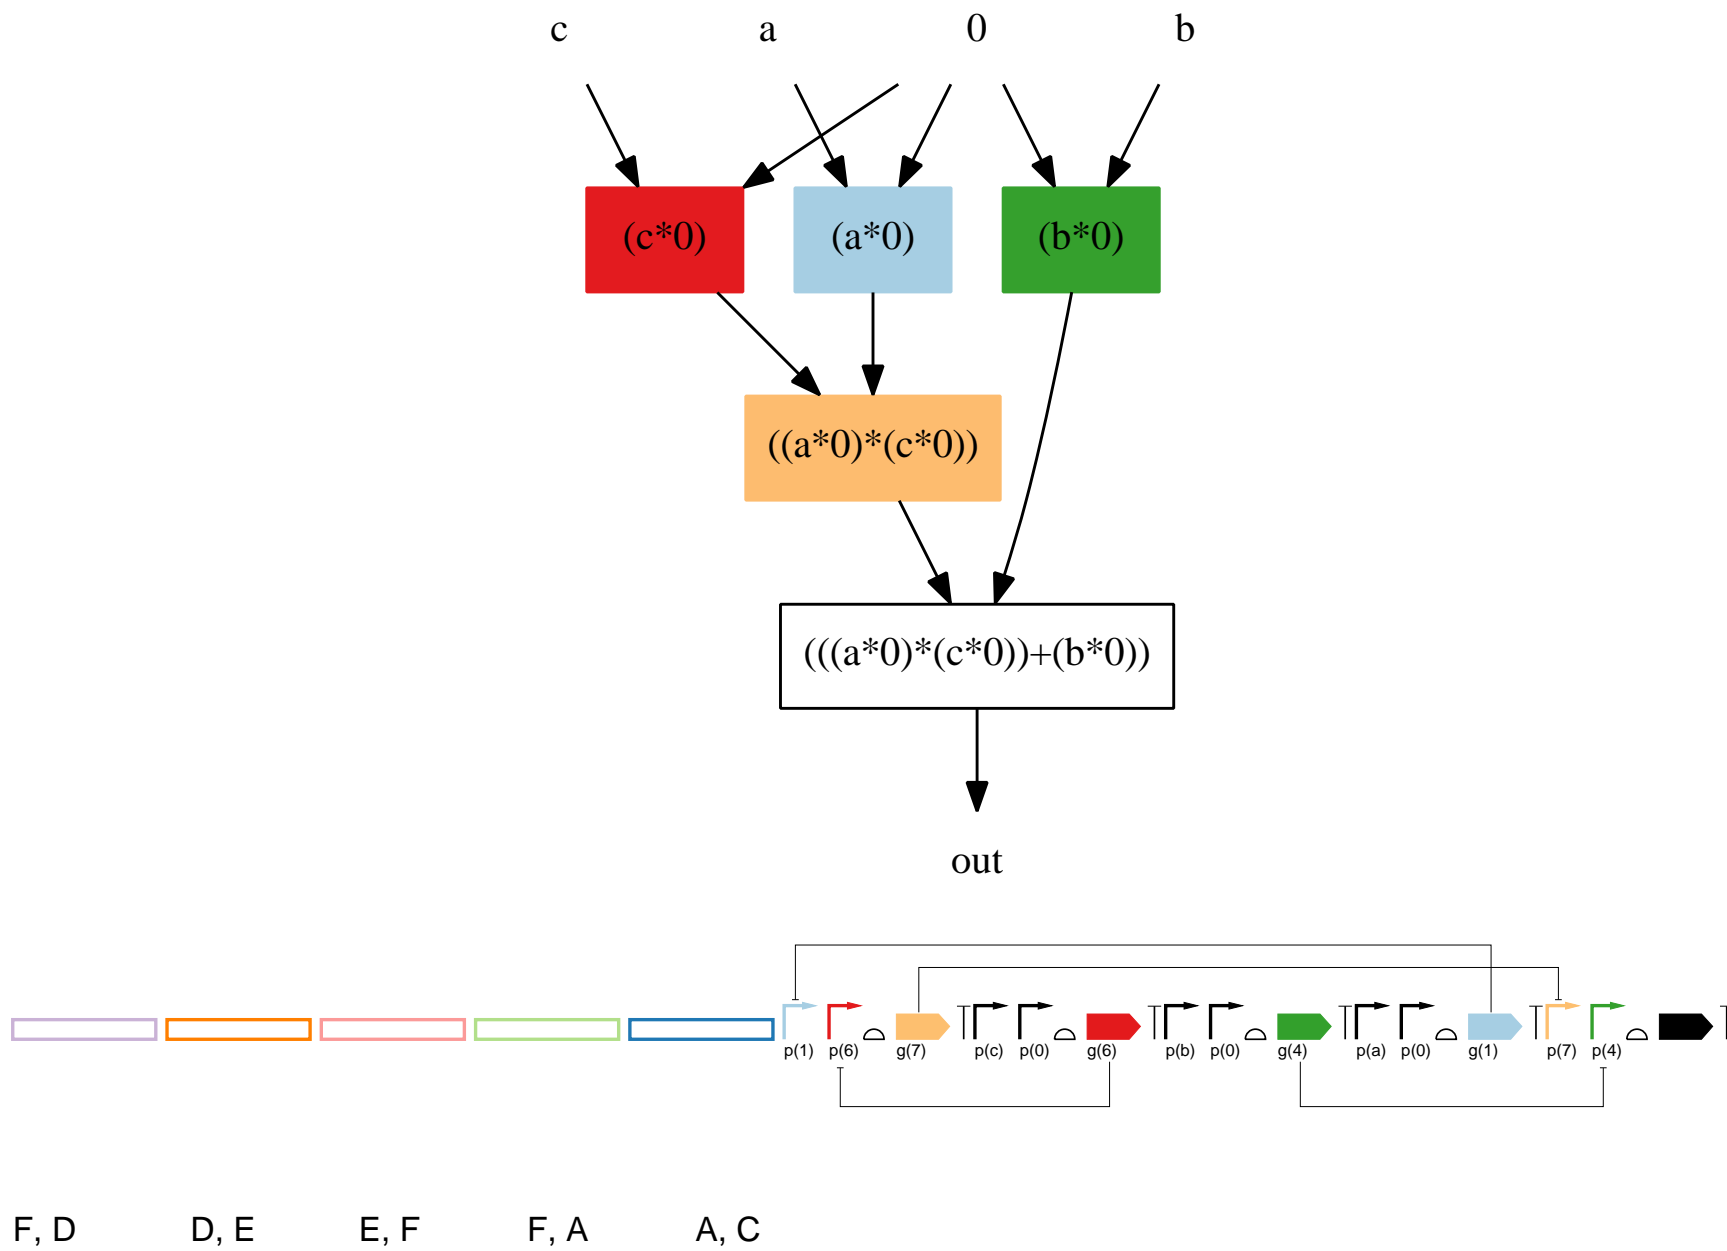 c a 0 b
(c*0) (a*0) (b*0)
((a*0)*(c*0))
(((a*0)*(c*0))+(b*0))
out
p(1) p(6) g(7) p(c) p(0) g(6) p(b) p(0) g(4) p(a) p(0) g(1) p(7) p(4)
F, D D, E E, F F, A A, C